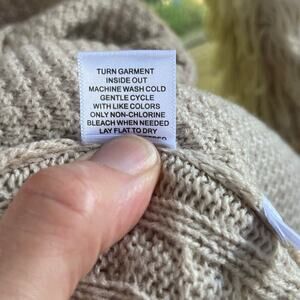 TURN GARMENT
INSIDE OUT
MACHINE WASH COLD
GENTLE CYCLE
WITH LIKE COLORS
ONLY NON-CHLORINE
BLEACH WHEN NEEDED
LAY FLAT TO DRY